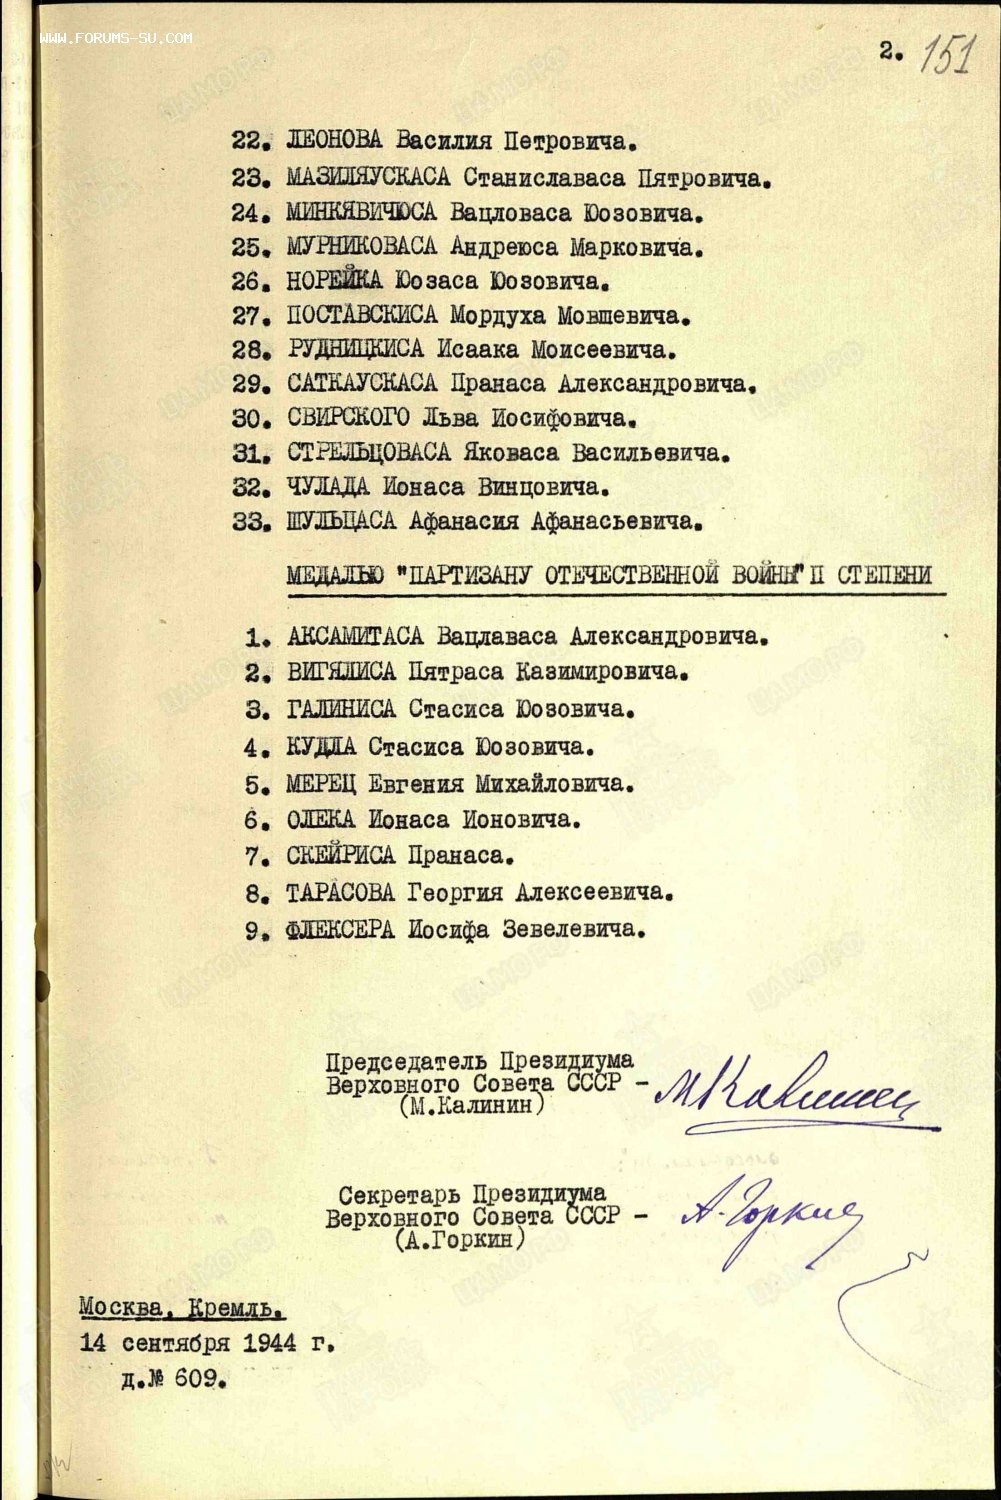 WWW.FORUMS-SU.COM
2. 151
22. ЛЕОНОВА Василия Петровича.
23. МАЗИЛЯУСКАСА Станиславаса Пятровича.
24. МИНКЯВИЧЮСА Вацловаса Юозовича.
25. МУРНИКОВАСА Андреюса Марковича.
26. НОРЕЙКА Юозаса Юозовича.
27. ПОСТАВСКИСА Мордуха Мовшевича.
28. РУДНИЦКИСА Исаака Моисеевича.
29. САТКАУСКАСА Пранаса Александровича.
30. СВИРСКОГО Льва Иосифовича.
31. СТРЕЛЬЦОВАСА Яковаса Васильевича.
32. ЧУЛАДА Ионаса Винцовича.
33. ШУЛЬЦАСА Афанасия Афанасьевича.
МЕДАЛЬЮ "ПАРТИЗАНУ ОТЕЧЕСТВЕННОЙ ВОЙНЫ" II СТЕПЕНИ
1. АКСАМИТАСА Вацлаваса Александровича.
2. ВИГЯЛИСА Пятраса Казимировича.
3. ГАЛИНИСА Стасиса Юозовича.
4. КУДЛА Стасиса Юозовича.
5. МЕРЕЦ Евгения Михайловича.
6. ОЛЕКА Ионаса Ионовича.
7. СКЕЙРИСА Пранаса.
8. ТАРАСОВА Георгия Алексеевича.
9. ФЛЕКСЕРА Иосифа Зевелевича.
Председатель Президиума
Верховного Совета СССР - М Калинин
(М.Калинин)
Секретарь Президиума
Верховного Совета СССР - А. Горкин
(А.Горкин)
Москва, Кремль.
14 сентября 1944 г.
д.№ 609.